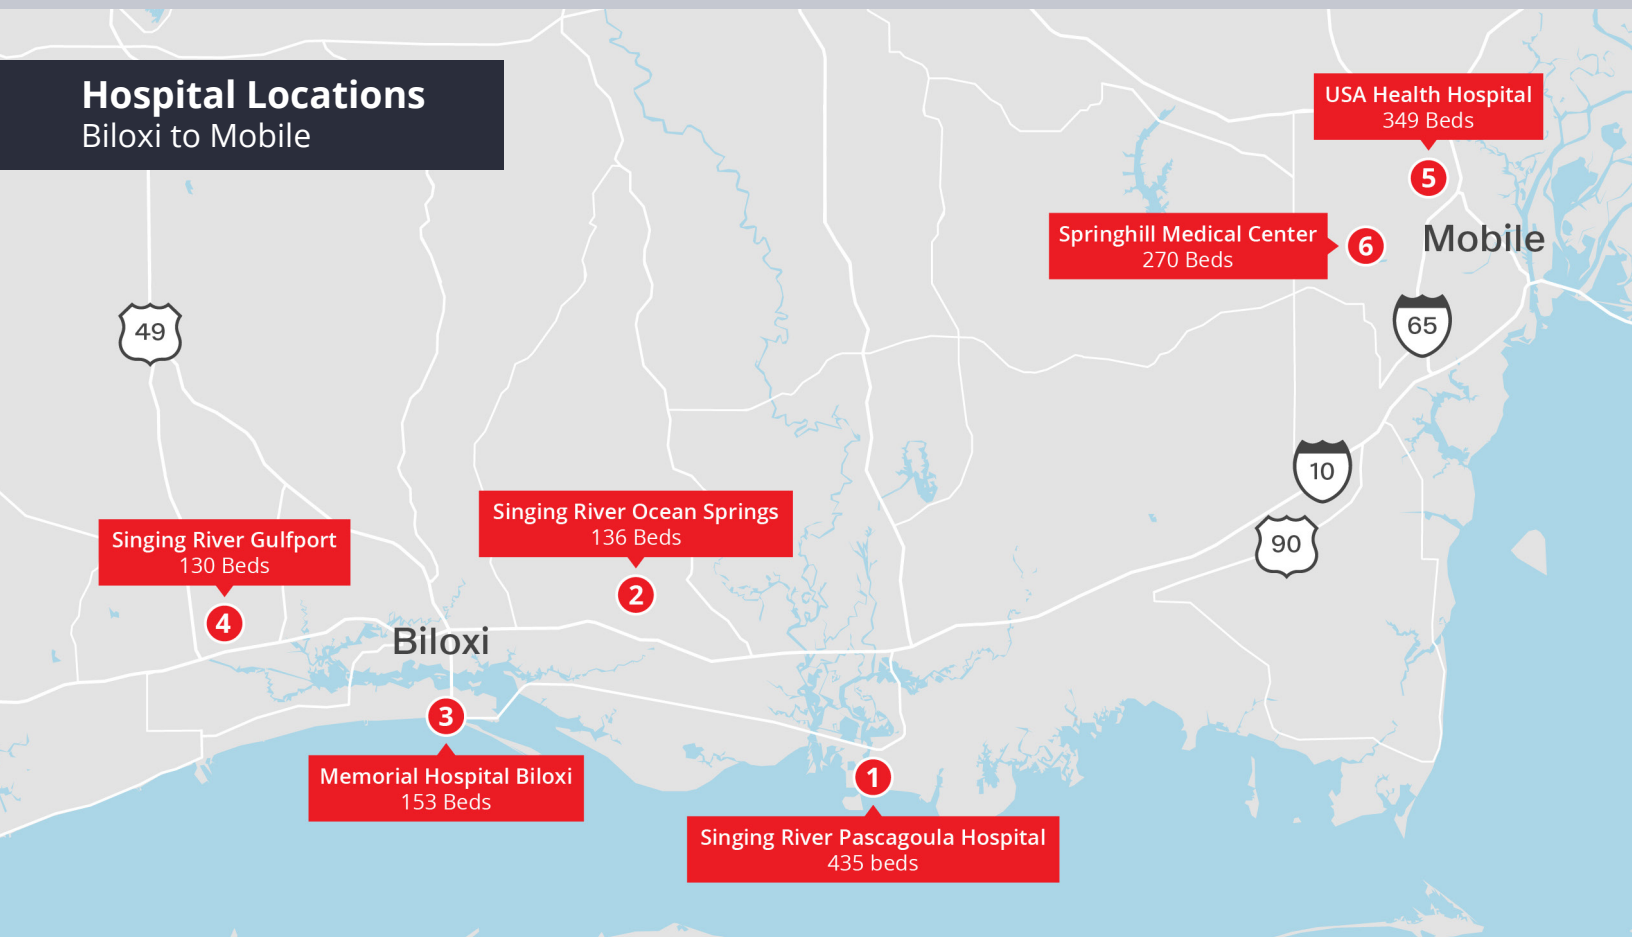 Hospital Locations
Biloxi to Mobile
USA Health Hospital
349 Beds
5
Springhill Medical Center
270 Beds
6
Mobile
49
65
10
90
Singing River Ocean Springs
136 Beds
2
Singing River Gulfport
130 Beds
4
Biloxi
3
Memorial Hospital Biloxi
153 Beds
1
Singing River Pascagoula Hospital
435 beds